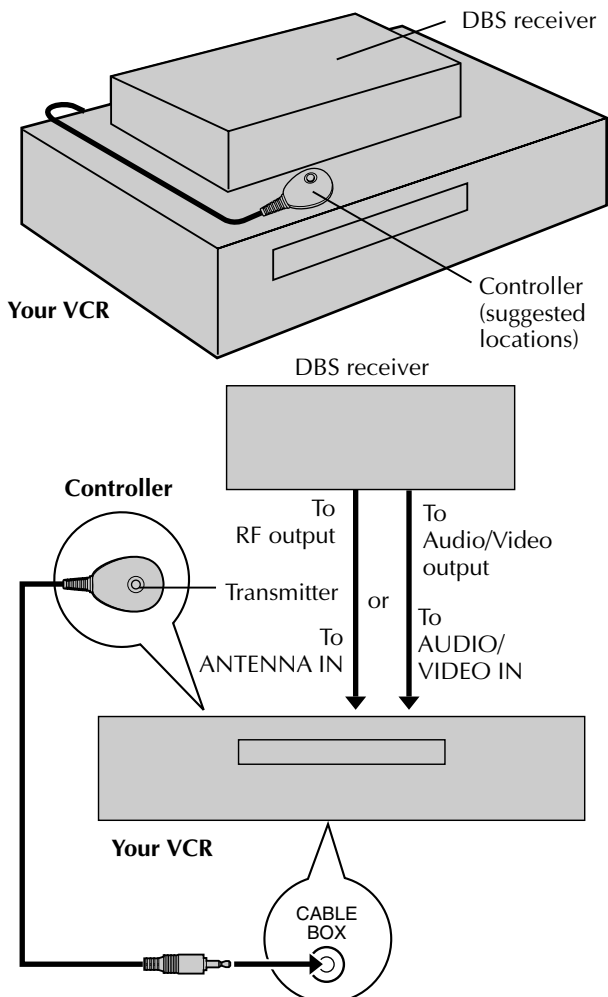 DBS receiver
Your VCR
Controller
(suggested
locations)
DBS receiver
Controller
Transmitter
To
RF output
To
Audio/Video
output
or
To
ANTENNA IN
To
AUDIO/
VIDEO IN
Your VCR
CABLE
BOX